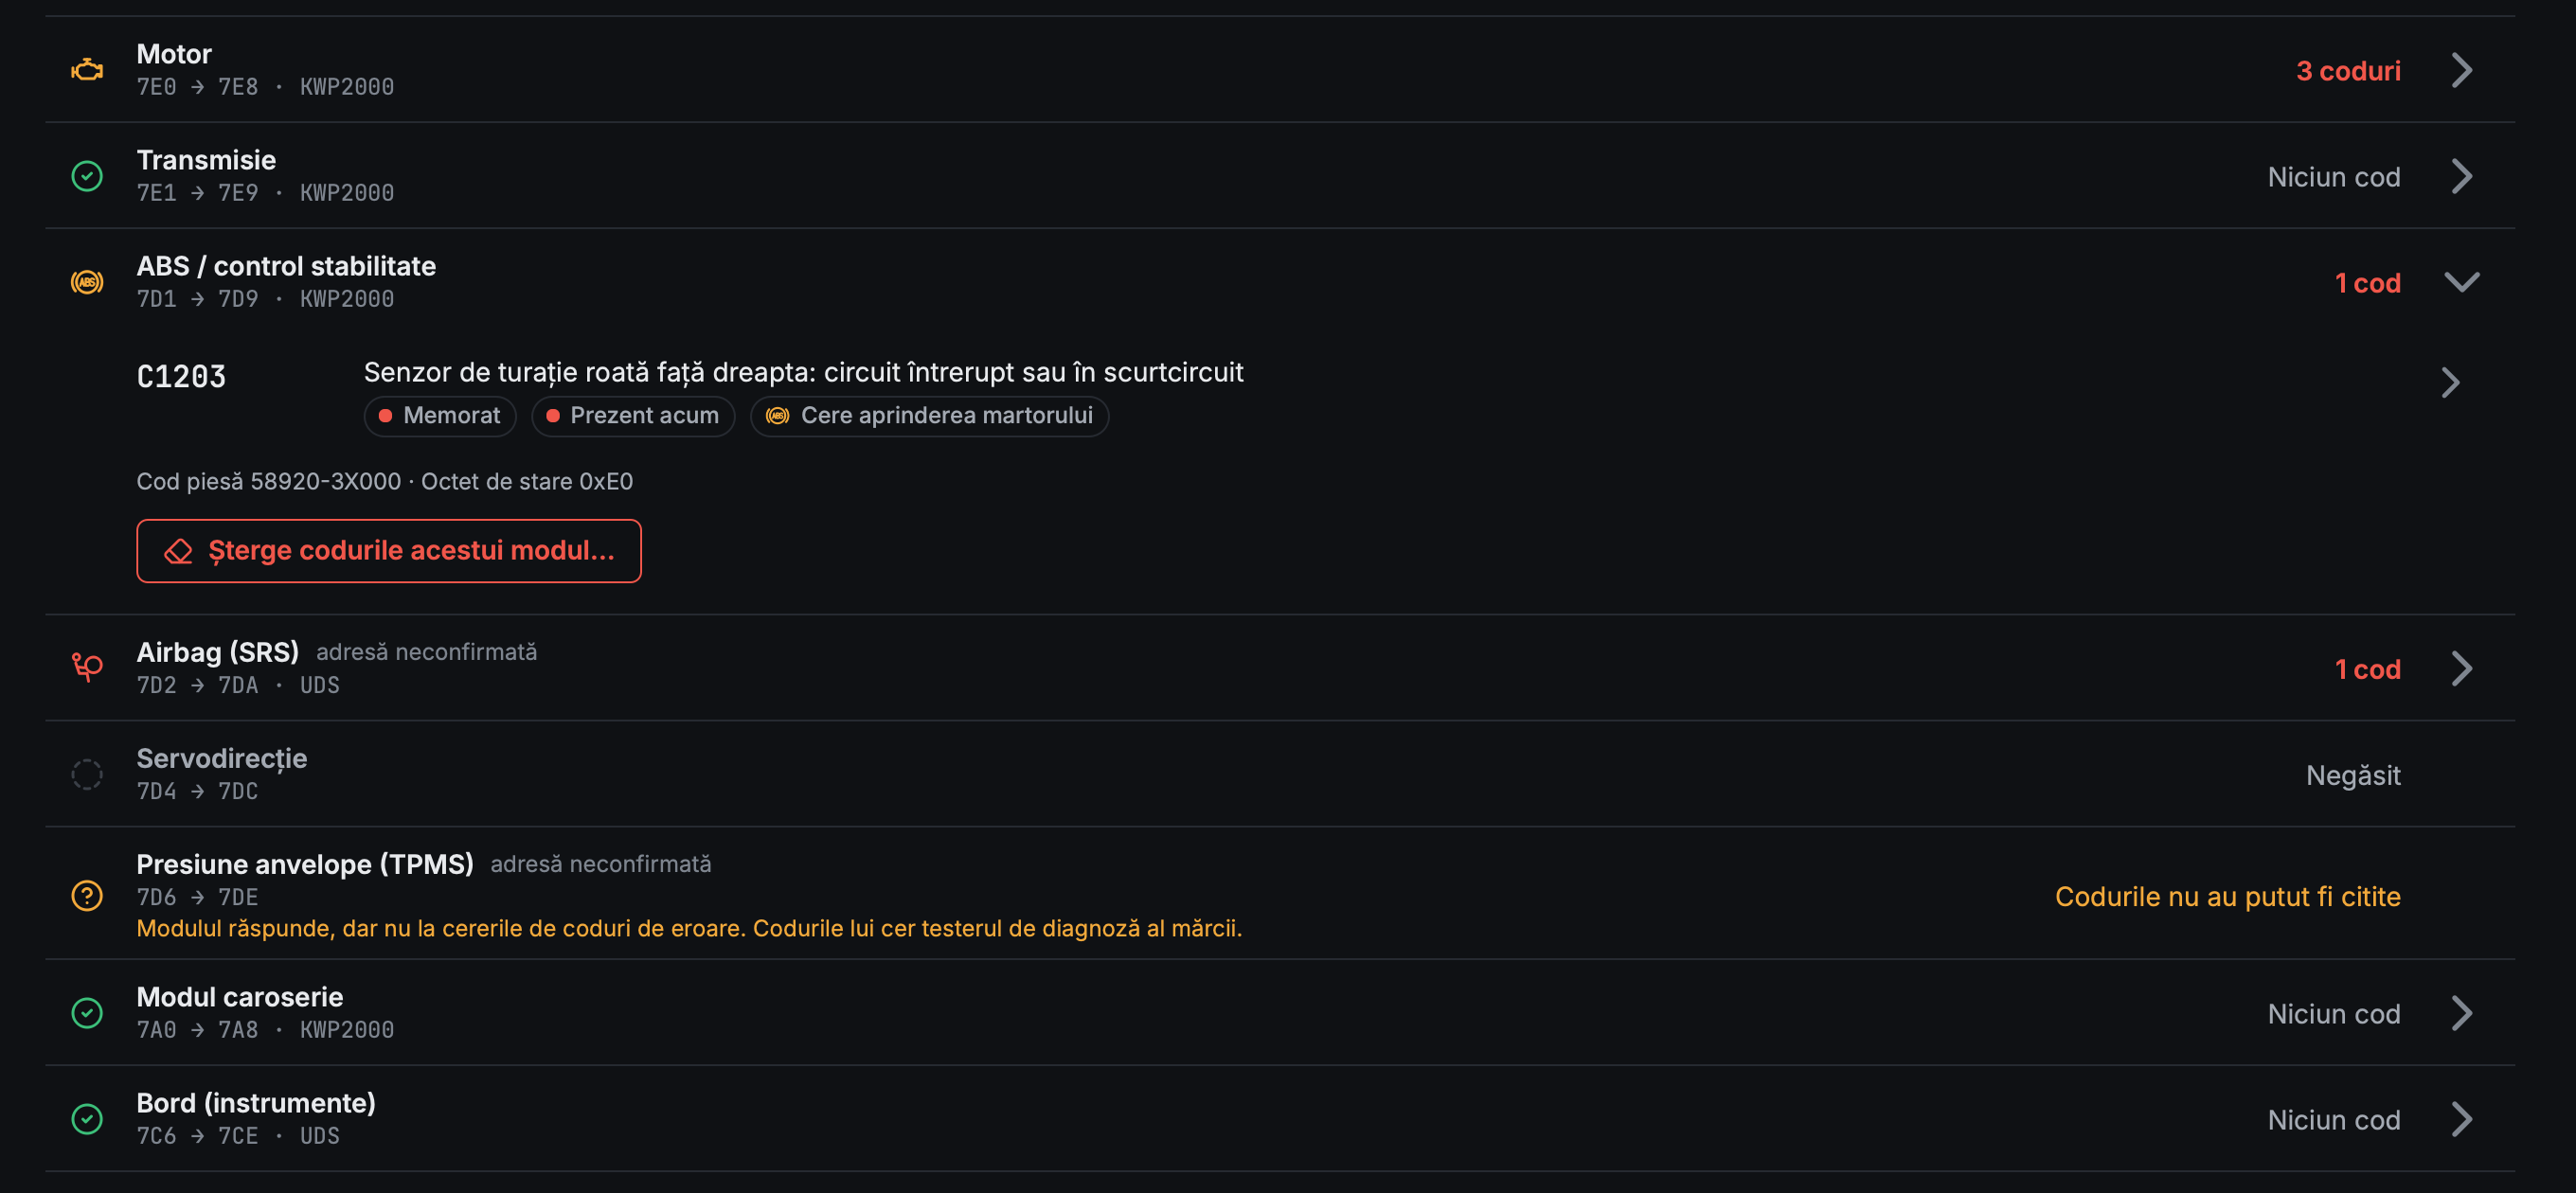 Motor
7E0 → 7E8 · KWP2000
3 coduri
Transmisie
7E1 → 7E9 · KWP2000
Niciun cod
ABS / control stabilitate
7D1 → 7D9 · KWP2000
1 cod
C1203
Senzor de turație roată față dreapta: circuit întrerupt sau în scurtcircuit
Memorat
Prezent acum
ABS Cere aprinderea martorului
Cod piesă 58920-3X000 · Octet de stare 0xE0
Șterge codurile acestui modul...
Airbag (SRS) adresă neconfirmată
7D2 → 7DA · UDS
1 cod
Servodirecție
7D4 → 7DC
Negăsit
Presiune anvelope (TPMS) adresă neconfirmată
7D6 → 7DE
Codurile nu au putut fi citite
Modulul răspunde, dar nu la cererile de coduri de eroare. Codurile lui cer testerul de diagnoză al mărcii.
Modul caroserie
7A0 → 7A8 · KWP2000
Niciun cod
Bord (instrumente)
7C6 → 7CE · UDS
Niciun cod